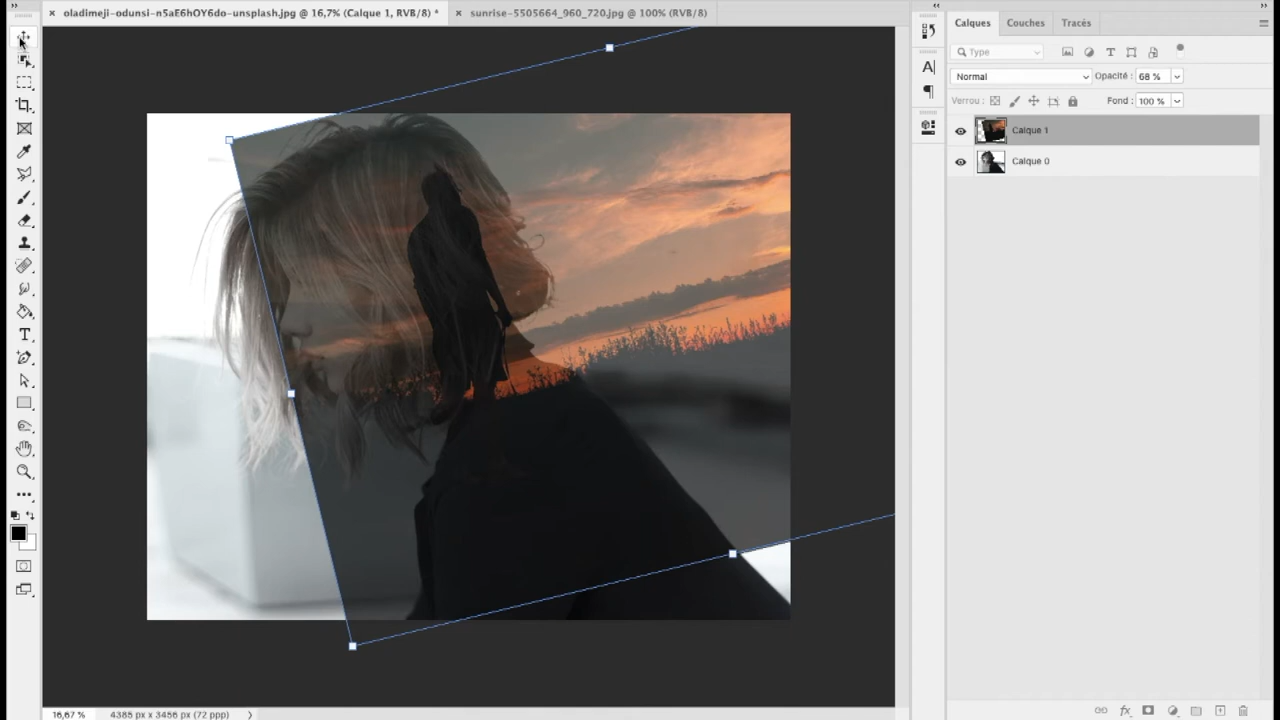 oladimeji-odunsi-n5aE6hOY6do-unsplash.jpg @ 16,7% (Calque 1, RVB/8) *
sunrise-5505664_960_720.jpg @ 100% (RVB/8)
Calques
Couches
Tracés
Type
Normal
Opacité :
68 %
Verrou :
Fond :
100 %
Calque 1
Calque 0
16,67 %
4385 px x 3456 px (72 ppp)